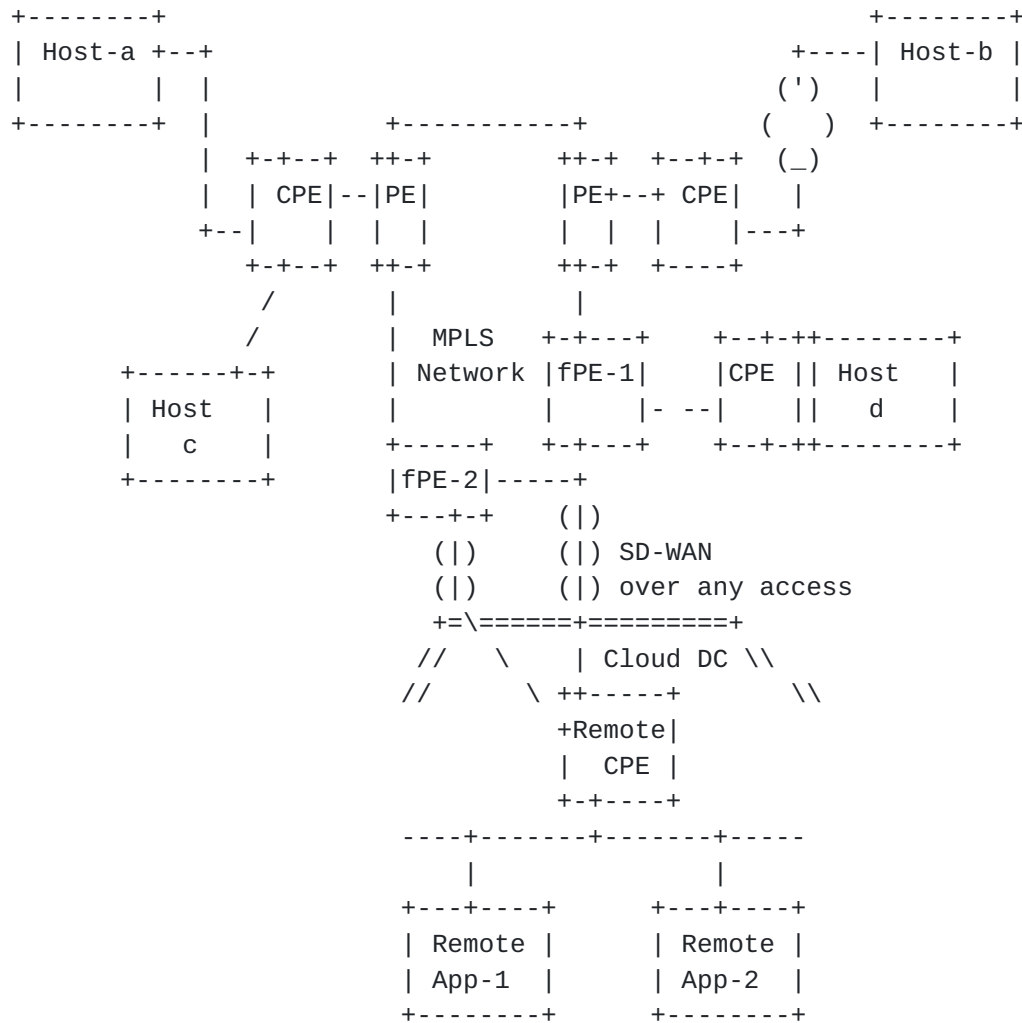 +--------+                                              +--------+
| Host-a +--+                                     +----| Host-b |
|         |  |                                    (')   |        |
+--------+  |           +-----------+           (   )  +--------+
            |  +-+--+  ++-+        ++-+  +--+-+  (_)
            |  | CPE|--|PE|        |PE+--+ CPE|   |
            +--|    |  |  |        |  |  |    |---+
               +-+--+  ++-+        ++-+  +----+
                /       |           |
               /        |  MPLS   +-+---+    +--+-++--------+
       +------+-+       | Network |fPE-1|    |CPE || Host   |
       | Host   |       |         |     |- --|    ||   d    |
       |   c    |       +-----+   +-+---+    +--+-++--------+
       +--------+       |fPE-2|-----+
                        +---+-+    (|)
                           (|)     (|) SD-WAN
                           (|)     (|) over any access
                           +=\======+=========+
                          //   \    | Cloud DC \\
                         //      \ ++-----+       \\
                                   +Remote|
                                   |  CPE |
                                   +-+----+
                         ----+-------+-------+-----
                             |               |
                         +---+----+      +---+----+
                         | Remote |      | Remote |
                         | App-1  |      | App-2  |
                         +--------+      +--------+